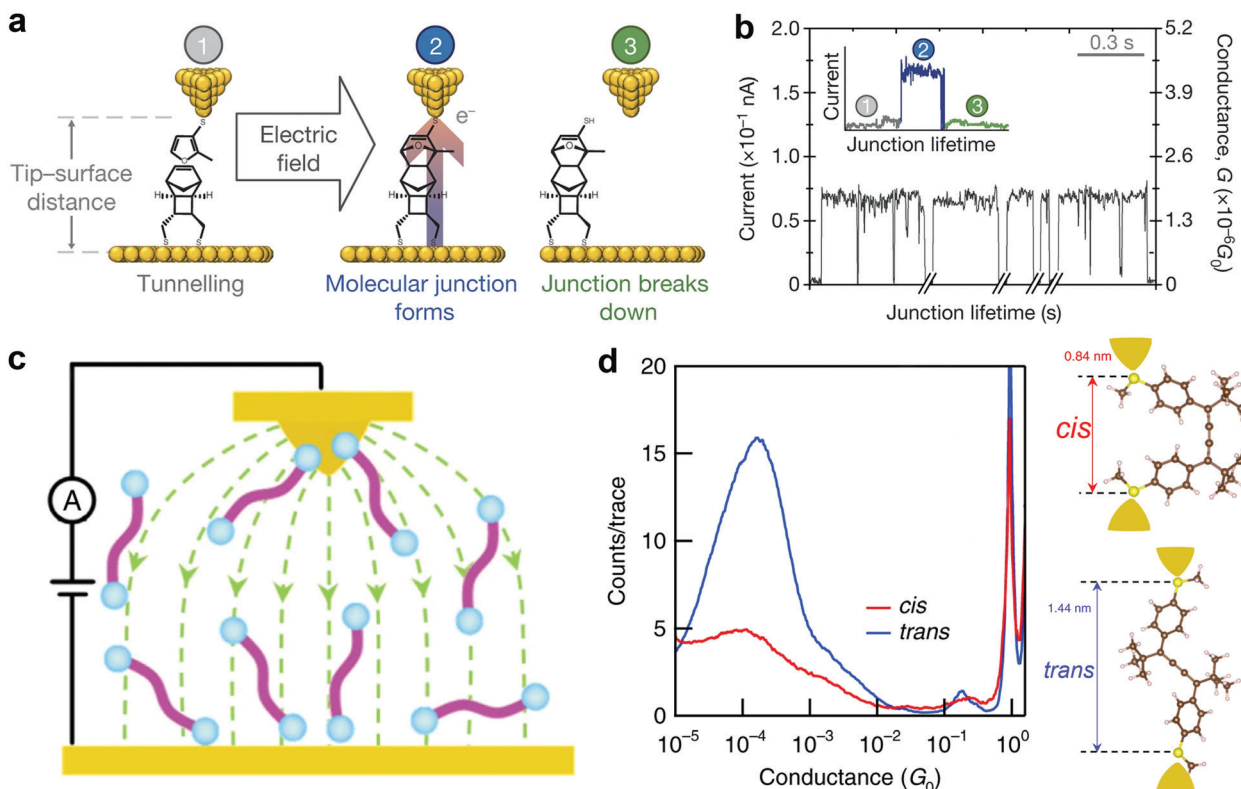 a
1
2
3
S
O
Electric
field
e⁻
S
O
H
H
S
S
SH
O
H
H
S
S
H
H
S
S
Tip–surface
distance
Tunnelling
Molecular junction
forms
Junction breaks
down
b
2.0
1.5
1.0
0.5
0
Current (×10⁻¹ nA)
5.2
3.9
2.6
1.3
0
Conductance, G (×10⁻⁶G₀)
0.3 s
Current
1
2
3
Junction lifetime
Junction lifetime (s)
c
A
d
20
15
10
5
0
Counts/trace
cis
trans
10⁻⁵
10⁻⁴
10⁻³
10⁻²
10⁻¹
10⁰
Conductance (G₀)
0.84 nm
cis
1.44 nm
trans